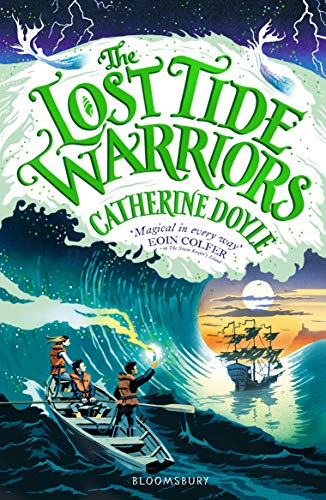 The
LOST TIDE
WARRIORS
CATHERINE DOYLE
'Magical in every way'
EOIN COLFER
– on The Storm Keeper's Island
BLOOMSBURY